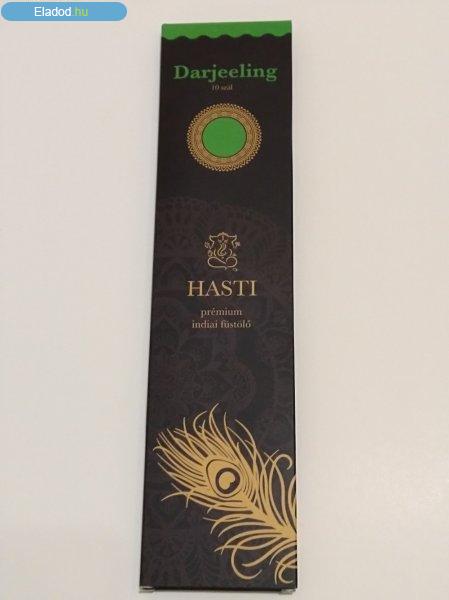 Eladod.hu
Darjeeling
10 szál
HASTI
prémium
indiai füstölő